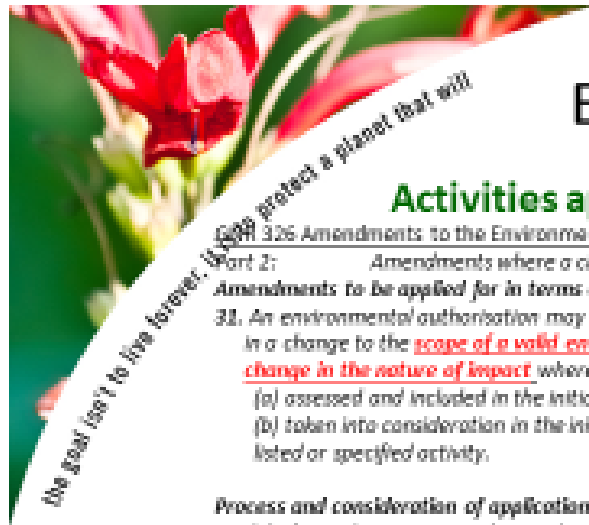 the goal isn't to live forever, it is to protect a planet that will
E
Activities a
326 Amendments to the Environme
Part 2: Amendments where a c
Amendments to be applied for in terms
31. An environmental authorisation may
in a change to the scope of a valid en
change in the nature of impact where
(a) assessed and included in the initia
(b) taken into consideration in the ini
listed or specified activity.
Process and consideration of application